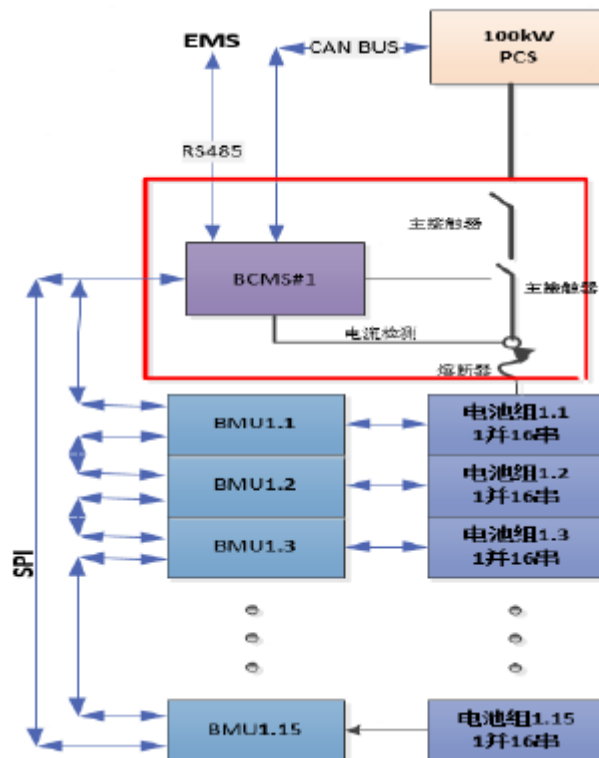 EMS
CAN BUS
100kW
PCS
RS485
主接触器
BCMS#1
主接触器
电流检测
熔断器
BMU1.1
电池组1.1
1并16串
BMU1.2
电池组1.2
1并16串
BMU1.3
电池组1.3
1并16串
SPI
BMU1.15
电池组1.15
1并16串